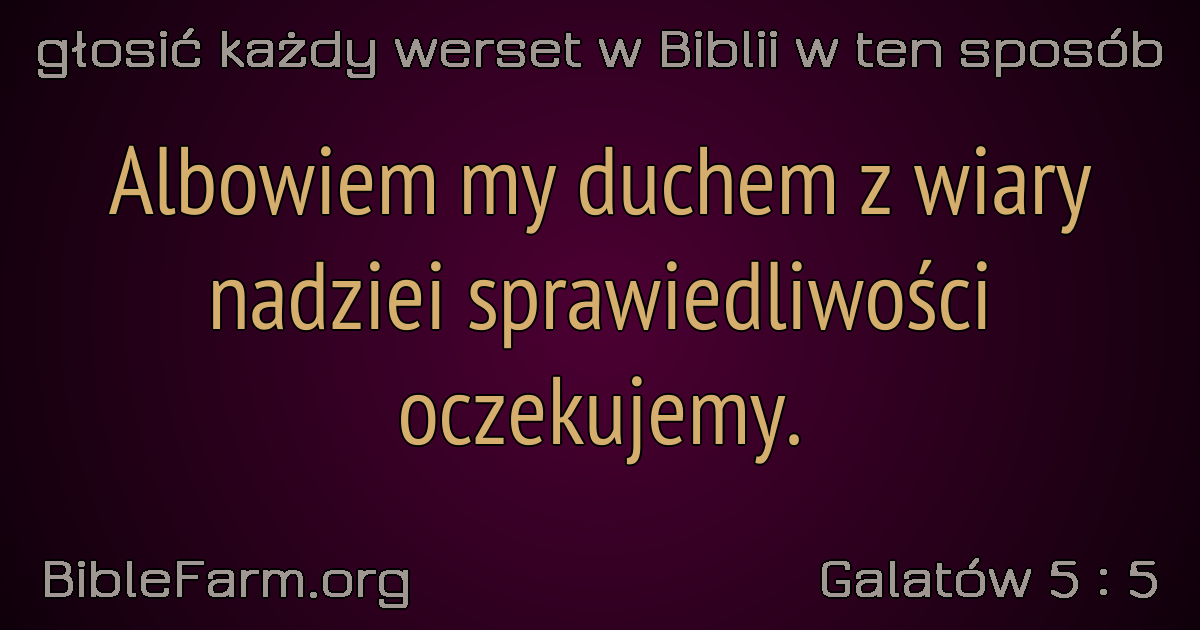 głosić każdy werset w Biblii w ten sposób
Albowiem my duchem z wiary
nadziei sprawiedliwości
oczekujemy.
BibleFarm.org
Galatów 5 : 5